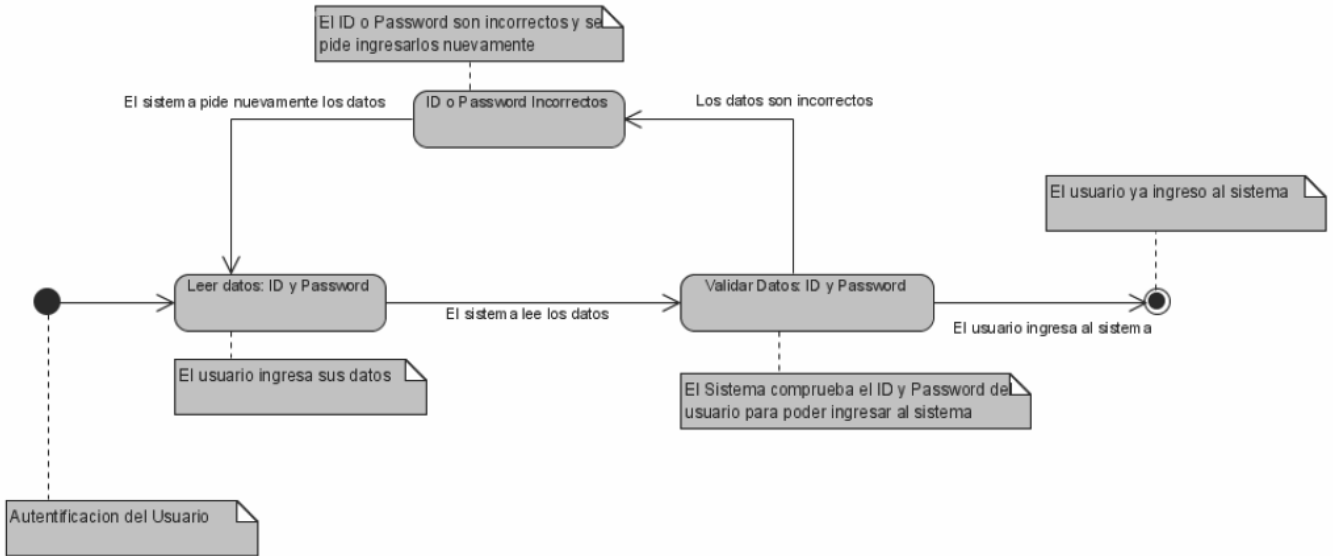 El ID o Password son incorrectos y se
pide ingresarlos nuevamente
El sistema pide nuevamente los datos
ID o Password Incorrectos
Los datos son incorrectos
El usuario ya ingreso al sistema
Leer datos: ID y Password
El sistema lee los datos
Validar Datos: ID y Password
El usuario ingresa al sistema
El usuario ingresa sus datos
El Sistema comprueba el ID y Password del
usuario para poder ingresar al sistema
Autentificacion del Usuario